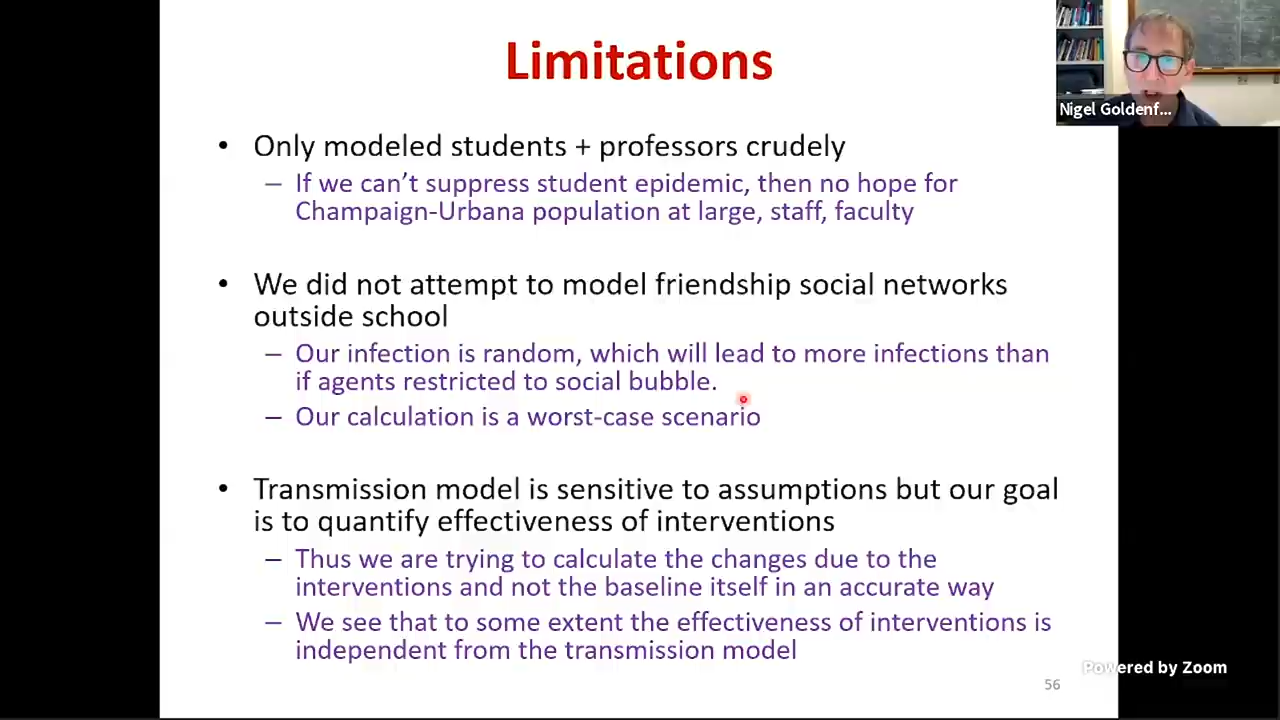 Limitations
Nigel Goldenf...
• Only modeled students + professors crudely
– If we can’t suppress student epidemic, then no hope for
Champaign-Urbana population at large, staff, faculty
• We did not attempt to model friendship social networks
outside school
– Our infection is random, which will lead to more infections than
if agents restricted to social bubble.
– Our calculation is a worst-case scenario
• Transmission model is sensitive to assumptions but our goal
is to quantify effectiveness of interventions
– Thus we are trying to calculate the changes due to the
interventions and not the baseline itself in an accurate way
– We see that to some extent the effectiveness of interventions is
independent from the transmission model
Powered by Zoom
56